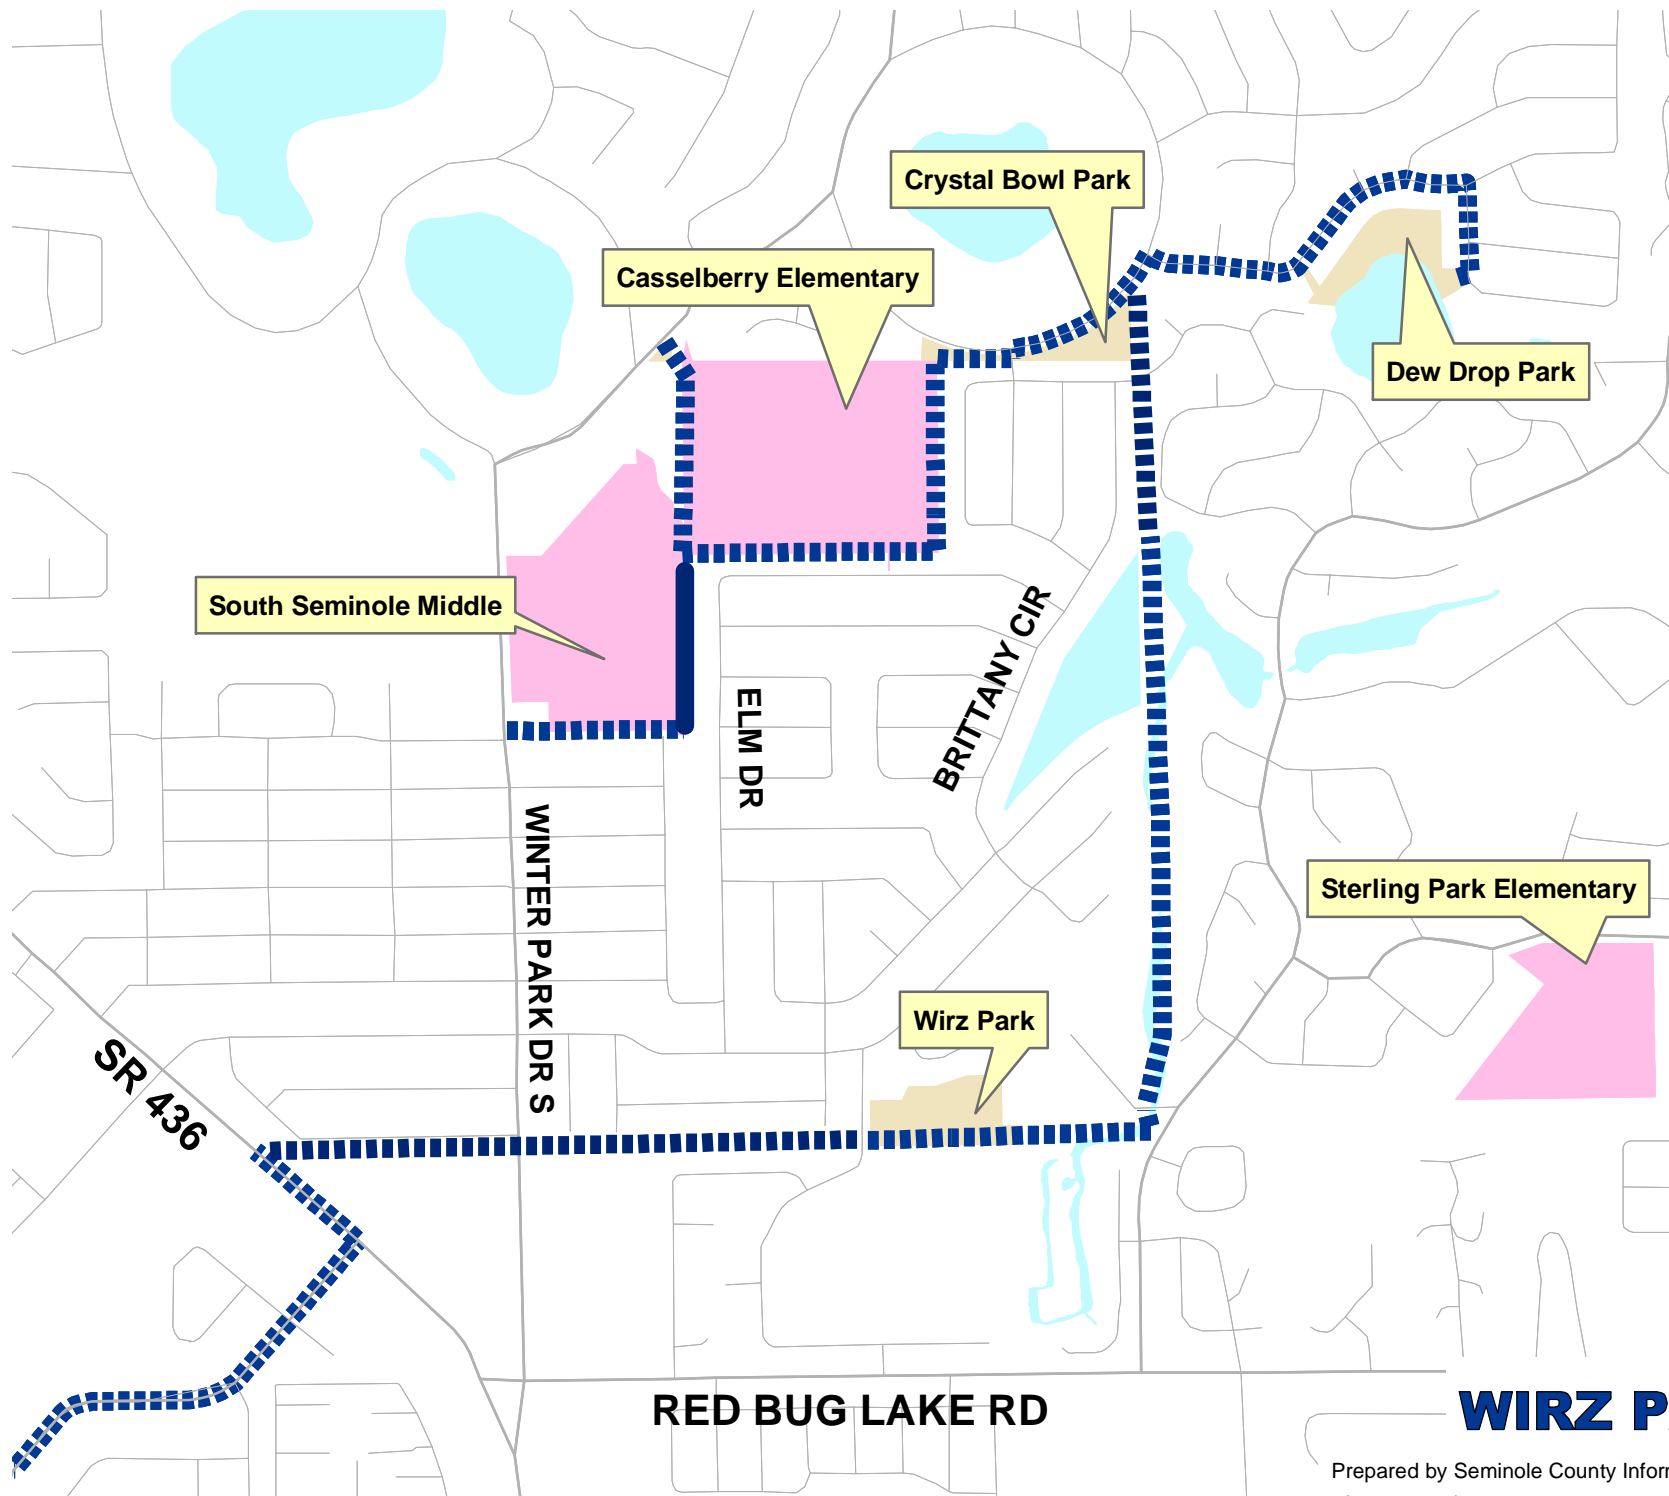 Crystal Bowl Park
Casselberry Elementary
Dew Drop Park
South Seminole Middle
BRITTANY CIR
ELM DR
WINTER PARK DR S
Sterling Park Elementary
Wirz Park
SR 436
RED BUG LAKE RD
WIRZ P
Prepared by Seminole County Infor